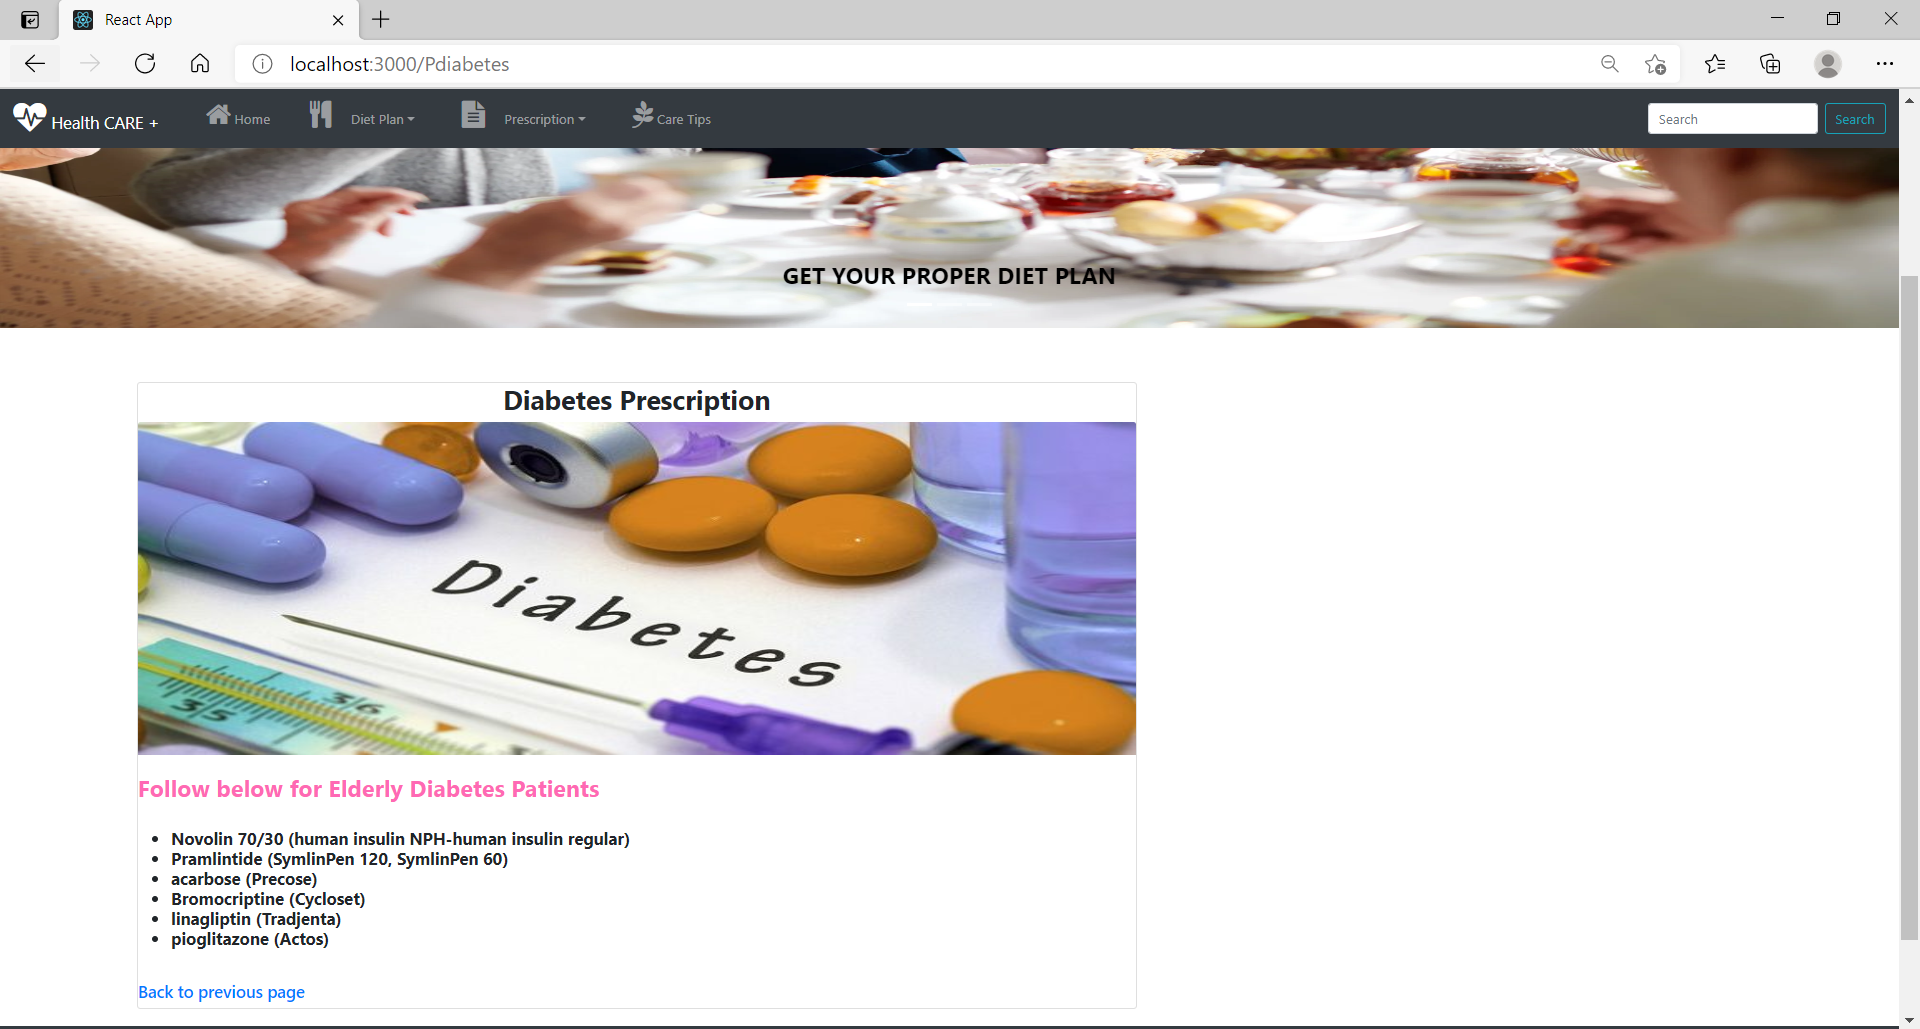 React App
localhost:3000/Pdiabetes
Health CARE +
Home
Diet Plan
Prescription
Care Tips
Search
Search
GET YOUR PROPER DIET PLAN
Diabetes Prescription
Diabetes
35
36
Follow below for Elderly Diabetes Patients
Novolin 70/30 (human insulin NPH-human insulin regular)
Pramlintide (SymlinPen 120, SymlinPen 60)
acarbose (Precose)
Bromocriptine (Cycloset)
linagliptin (Tradjenta)
pioglitazone (Actos)
Back to previous page